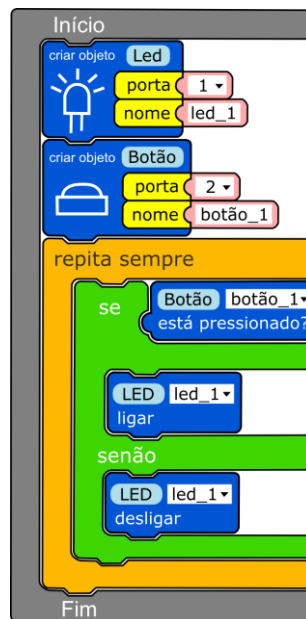 Início
criar objeto Led
porta 1
nome led_1
criar objeto Botão
porta 2
nome botão_1
repita sempre
se Botão botão_1
está pressionado?
LED led_1
ligar
senão
LED led_1
desligar
Fim